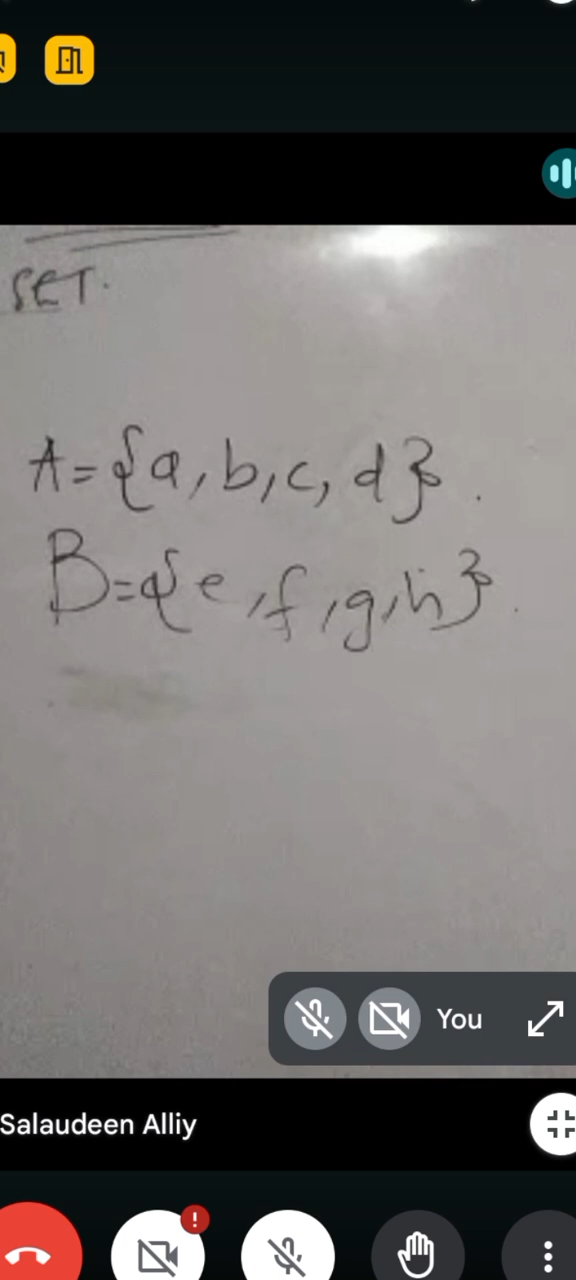 SET.
A={a,b,c,d}.
B={e,f,g,h}.
You
Salaudeen Alliy
!